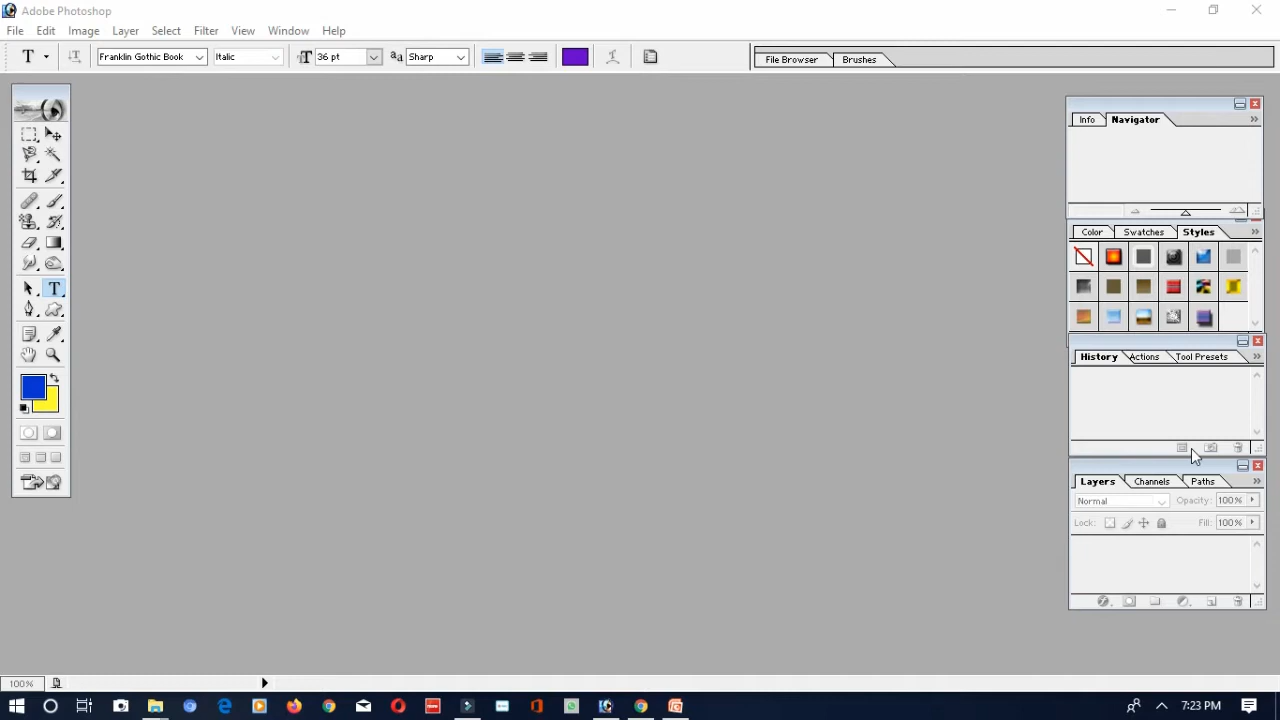 Adobe Photoshop
File Edit Image Layer Select Filter View Window Help
T T Franklin Gothic Book Italic T 36 pt aa Sharp File Browser Brushes
Info Navigator
Color Swatches Styles
T
History Actions Tool Presets
Layers Channels Paths
Normal Opacity: 100%
Lock: Fill: 100%
100%
7:23 PM